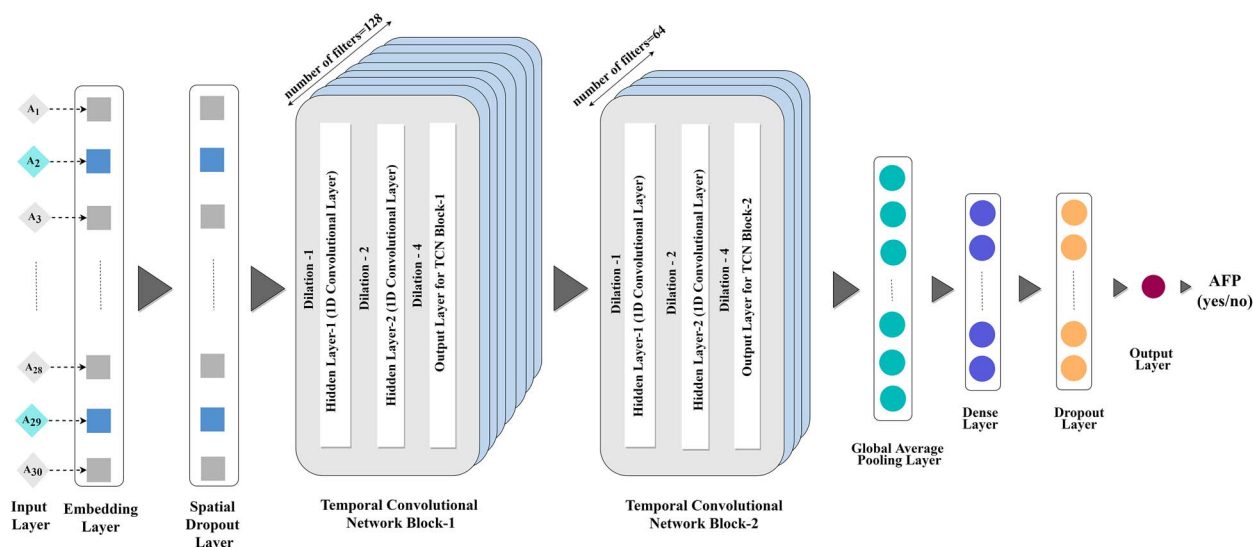 A1
A2
A3
A28
A29
A30
Input
Layer
Embedding
Layer
Spatial
Dropout
Layer
number of filters=128
Dilation -1
Hidden Layer-1 (1D Convolutional Layer)
Dilation - 2
Hidden Layer-2 (1D Convolutional Layer)
Dilation - 4
Output Layer for TCN Block-1
Temporal Convolutional
Network Block-1
number of filters=64
Dilation -1
Hidden Layer-1 (1D Convolutional Layer)
Dilation - 2
Hidden Layer-2 (1D Convolutional Layer)
Dilation - 4
Output Layer for TCN Block-2
Temporal Convolutional
Network Block-2
Global Average
Pooling Layer
Dense
Layer
Dropout
Layer
Output
Layer
AFP
(yes/no)